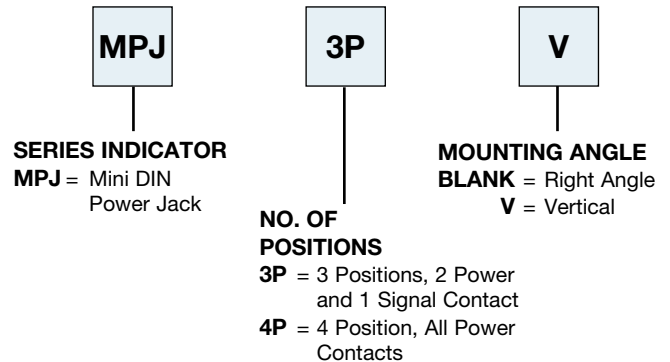 MPJ 3P V
SERIES INDICATOR
MPJ = Mini DIN
Power Jack
NO. OF
POSITIONS
3P = 3 Positions, 2 Power
and 1 Signal Contact
4P = 4 Position, All Power
Contacts
MOUNTING ANGLE
BLANK = Right Angle
V = Vertical